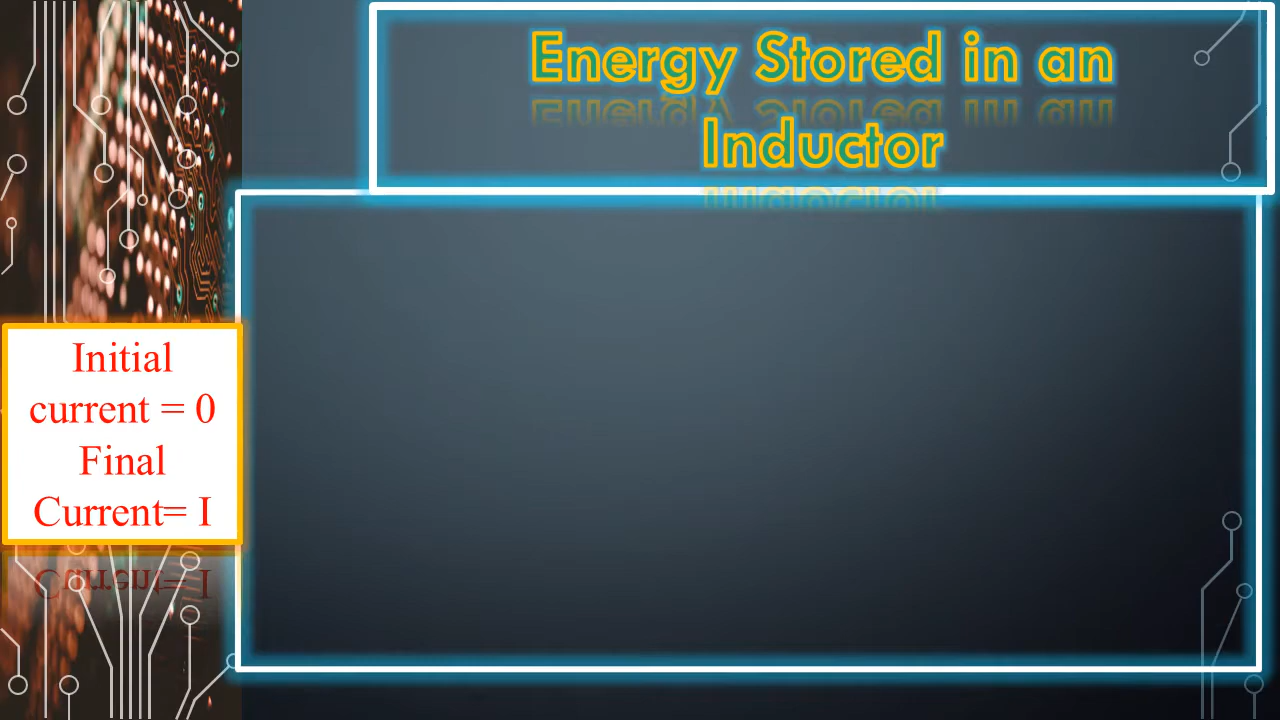 Energy Stored in an
Inductor
Initial
current = 0
Final
Current= I